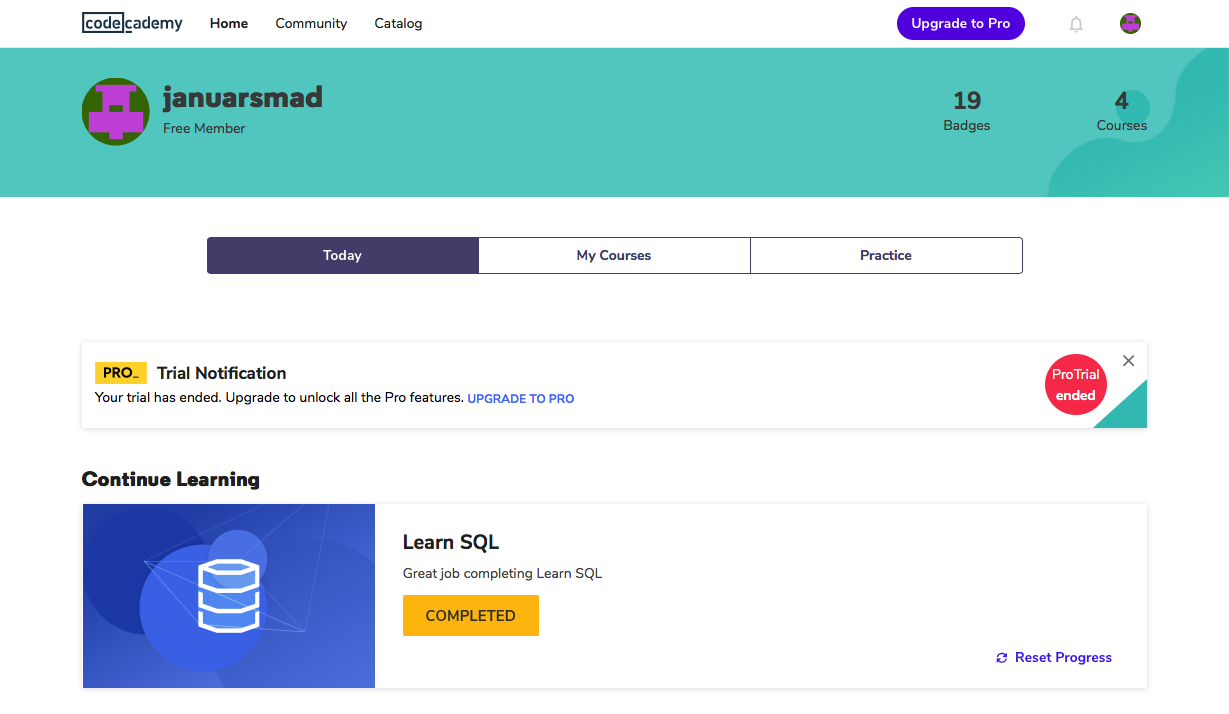 codecademy Home Community Catalog Upgrade to Pro
januarsmad
Free Member
19
Badges
4
Courses
Today My Courses Practice
PRO_ Trial Notification
Your trial has ended. Upgrade to unlock all the Pro features. UPGRADE TO PRO
ProTrial
ended
Continue Learning
Learn SQL
Great job completing Learn SQL
COMPLETED
Reset Progress